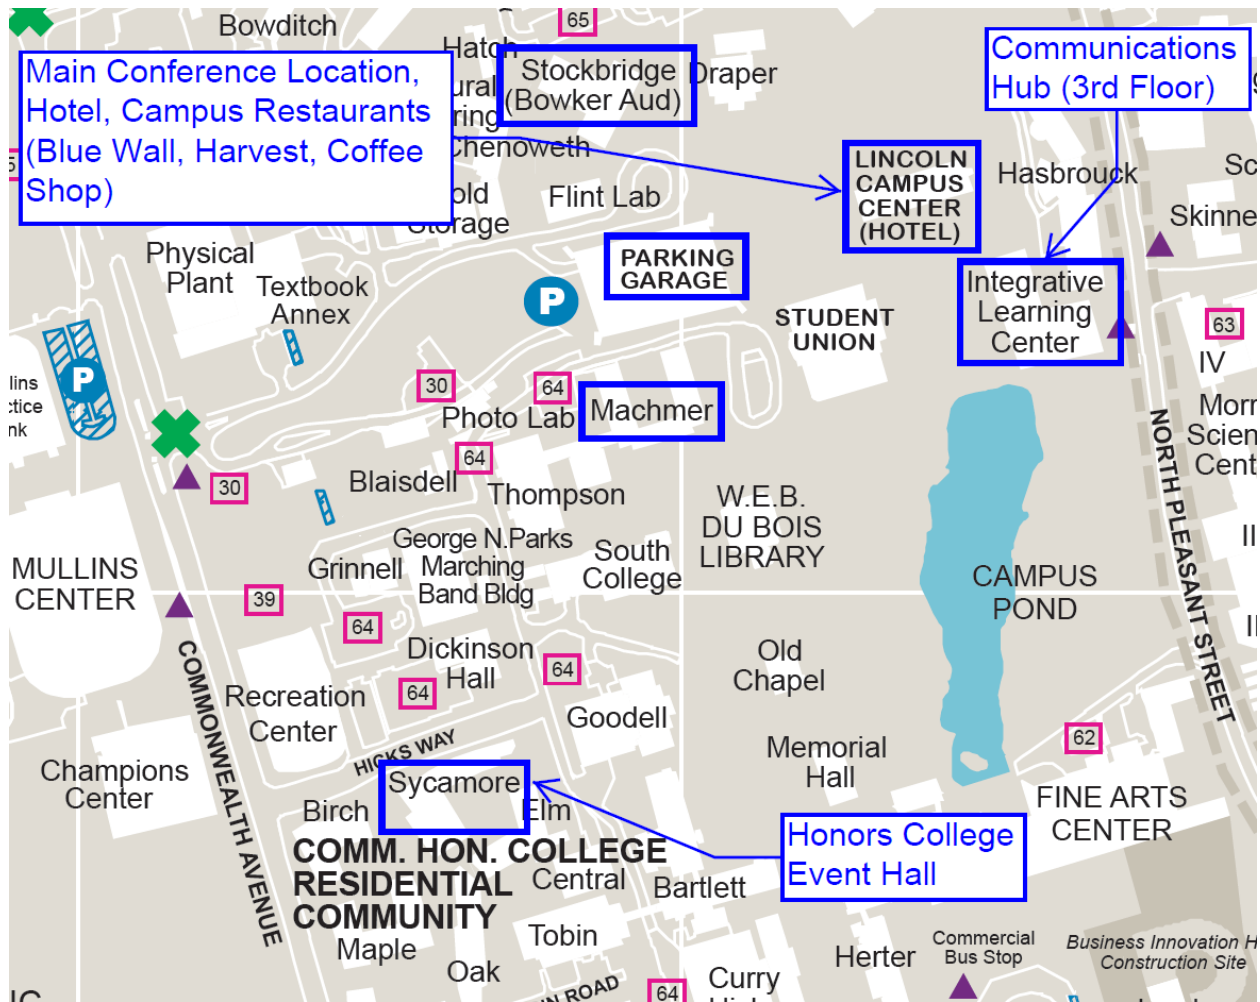 Bowditch
65
Hatch
Stockbridge
(Bowker Aud)
Draper
Main Conference Location,
Hotel, Campus Restaurants
(Blue Wall, Harvest, Coffee
Shop)
Communications
Hub (3rd Floor)
Chenoweth
Flint Lab
Storage
LINCOLN
CAMPUS
CENTER
(HOTEL)
Hasbrouck
Physical
Plant
Textbook
Annex
PARKING
GARAGE
P
STUDENT
UNION
Integrative
Learning
Center
63
IV
P
30
64
Photo Lab
Machmer
64
30
Blaisdell
Thompson
W.E.B.
DU BOIS
LIBRARY
NORTH PLEASANT STREET
MULLINS
CENTER
George N.Parks
Marching
Band Bldg
Grinnell
South
College
CAMPUS
POND
39
64
Dickinson
Hall
64
64
Old
Chapel
COMMONWEALTH AVENUE
Recreation
Center
Goodell
HICKS WAY
Memorial
Hall
62
Champions
Center
Sycamore
Birch
Elm
FINE ARTS
CENTER
Honors College
Event Hall
COMM. HON. COLLEGE
RESIDENTIAL
COMMUNITY
Central
Bartlett
Maple
Tobin
Oak
Herter
Commercial
Bus Stop
Business Innovation H
Construction Site
ROAD
64
Curry